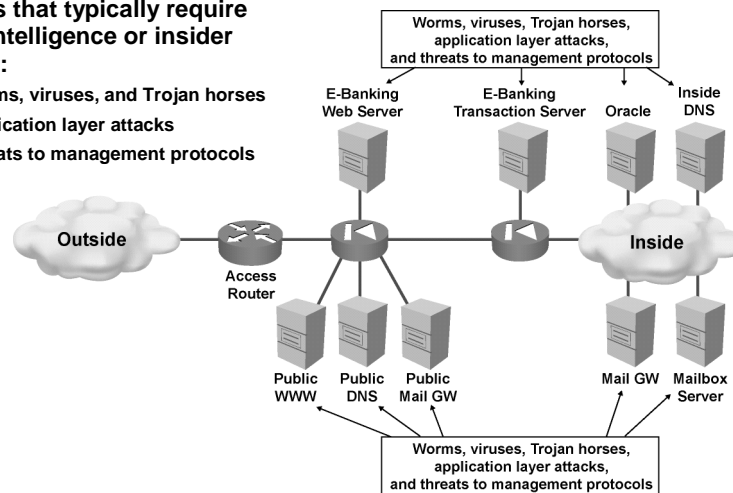 s that typically require
ntelligence or insider
:
ms, viruses, and Trojan horses
ication layer attacks
ats to management protocols
Worms, viruses, Trojan horses,
application layer attacks,
and threats to management protocols
E-Banking
Web Server
E-Banking
Transaction Server
Oracle
Inside
DNS
Outside
Access
Router
Inside
Public
WWW
Public
DNS
Public
Mail GW
Mail GW
Mailbox
Server
Worms, viruses, Trojan horses,
application layer attacks,
and threats to management protocols